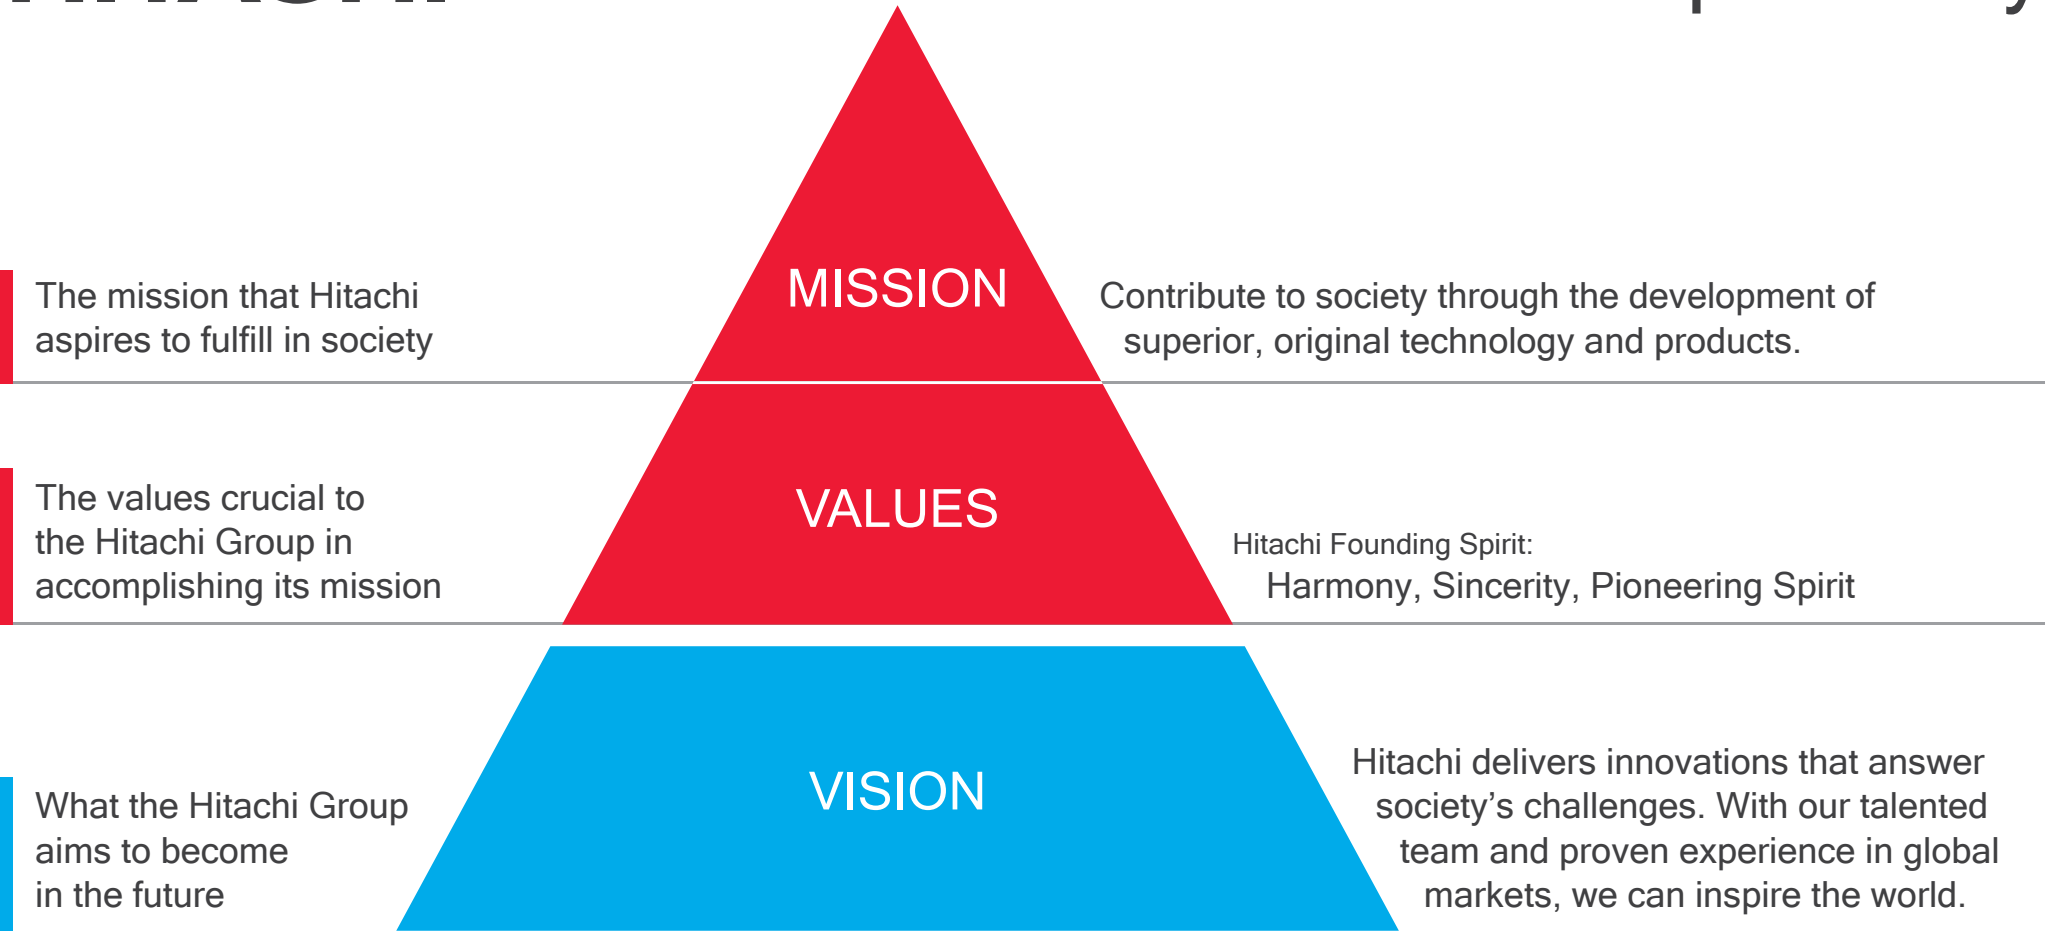 The mission that Hitachi
aspires to fulfill in society
MISSION
Contribute to society through the development of
superior, original technology and products.
The values crucial to
the Hitachi Group in
accomplishing its mission
VALUES
Hitachi Founding Spirit:
Harmony, Sincerity, Pioneering Spirit
What the Hitachi Group
aims to become
in the future
VISION
Hitachi delivers innovations that answer
society’s challenges. With our talented
team and proven experience in global
markets, we can inspire the world.